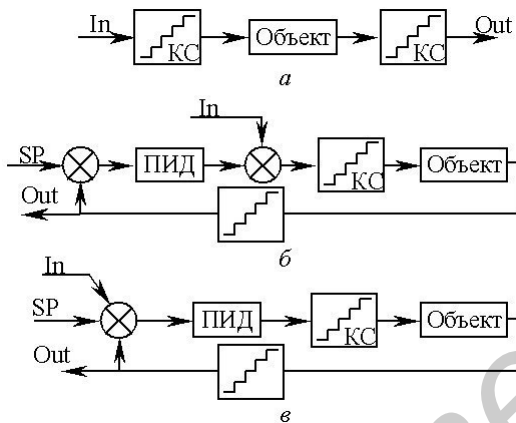 In КС Объект КС Out
а
In
SP ПИД КС Объект
Out
б
In
SP ПИД КС Объект
Out
в